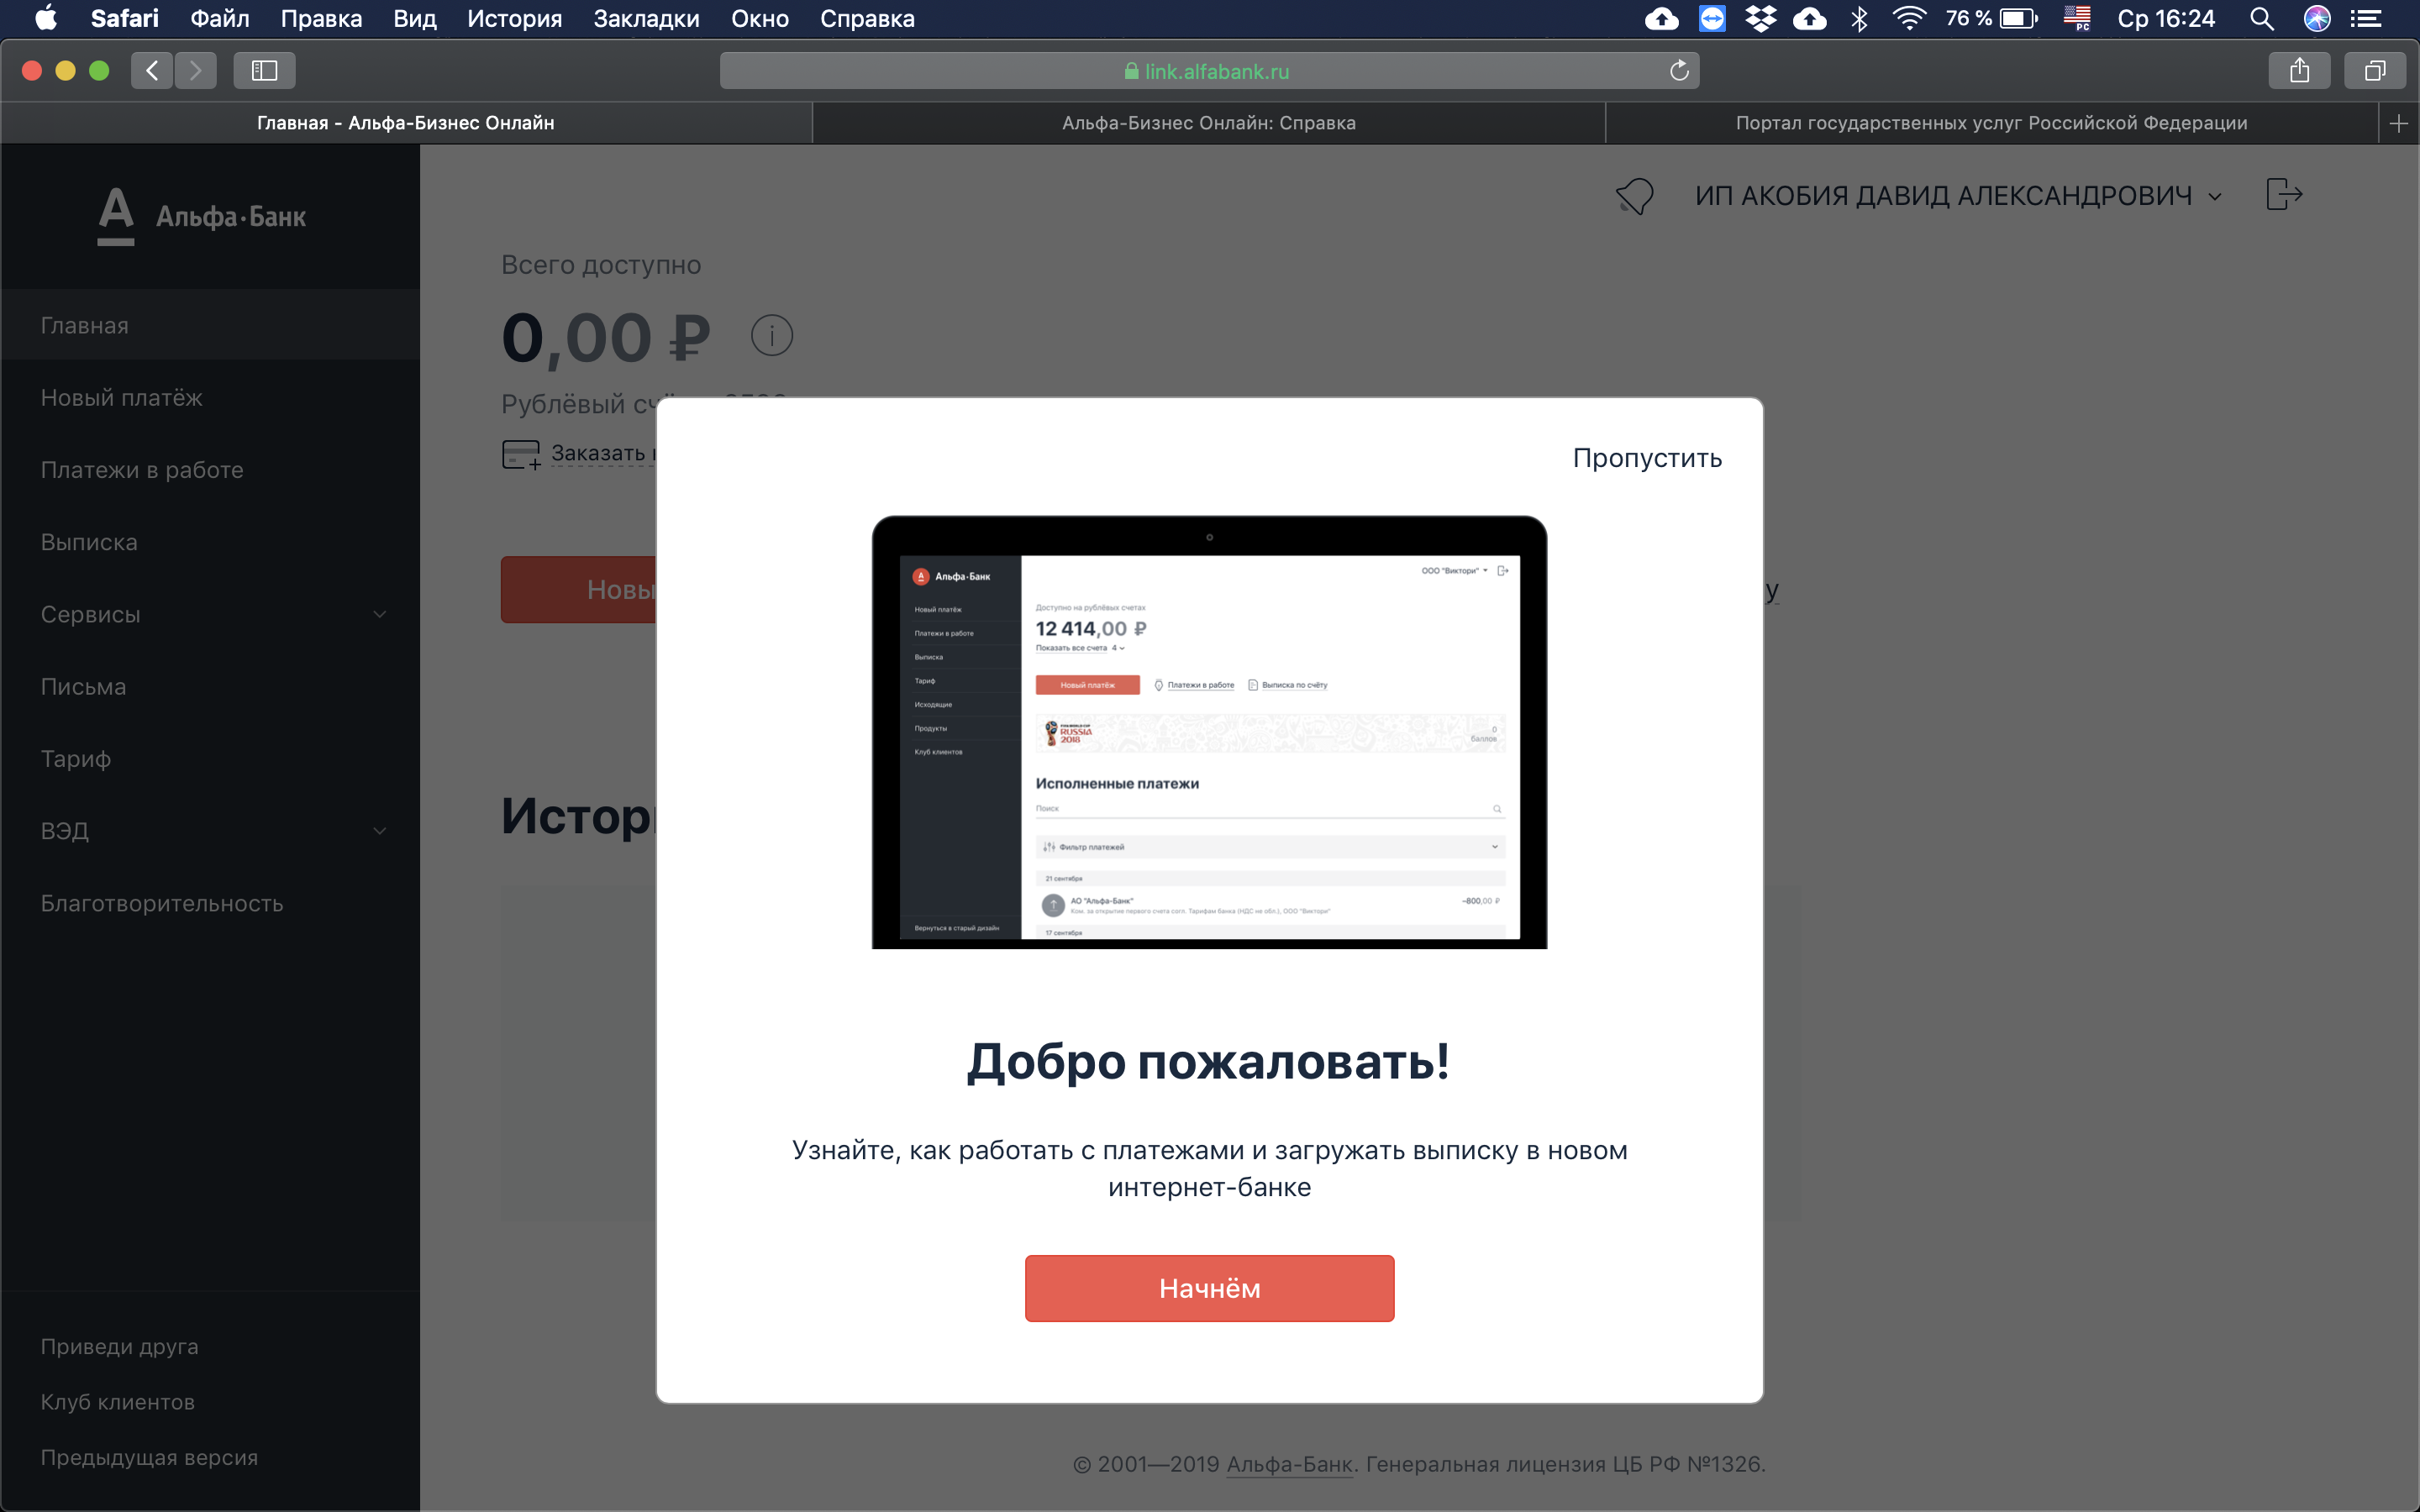 Safari Файл Правка Вид История Закладки Окно Справка 76 % PC Ср 16:24
link.alfabank.ru
Главная - Альфа-Бизнес Онлайн
Альфа-Бизнес Онлайн: Справка
Портал государственных услуг Российской Федерации
Альфа·Банк
Главная
Новый платёж
Платежи в работе
Выписка
Сервисы
Письма
Тариф
ВЭД
Благотворительность
Приведи друга
Клуб клиентов
Предыдущая версия
ИП АКОБИЯ ДАВИД АЛЕКСАНДРОВИЧ
Всего доступно
0,00 ₽
Рублёвый
Заказать
Новы
у
Истори
Пропустить
Альфа·Банк
Новый платёж
Платежи в работе
Выписка
Тариф
Исходящие
Продукты
Клуб клиентов
Вернуться в старый дизайн
ООО "Виктори"
Доступно на рублёвых счетах
12 414,00 ₽
Показать все счета 4
Новый платёж Платежи в работе Выписка по счёту
FIFA WORLD CUP
RUSSIA
2018
0
баллов
Исполненные платежи
Поиск
Фильтр платежей
21 сентября
АО "Альфа-Банк" –800,00 ₽
Ком. за открытие первого счета согл. Тарифам банка (НДС не обл.), ООО "Виктори"
17 сентября
Добро пожаловать!
Узнайте, как работать с платежами и загружать выписку в новом
интернет-банке
Начнём
© 2001—2019 Альфа-Банк. Генеральная лицензия ЦБ РФ №1326.